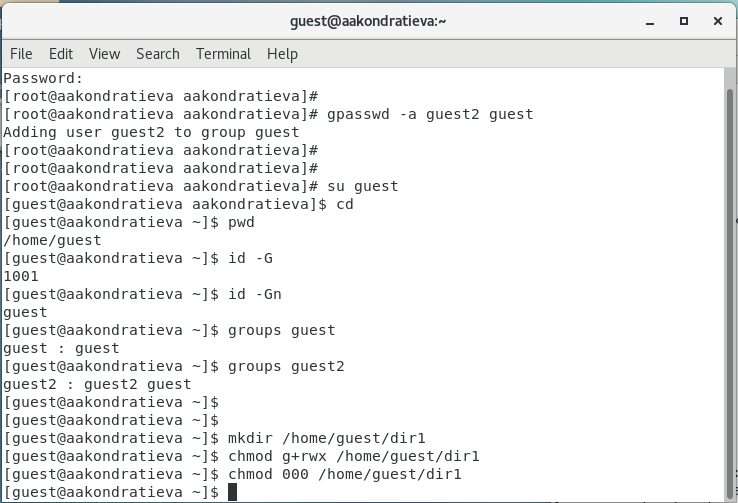 guest@aakondratieva:~
File Edit View Search Terminal Help
Password:
[root@aakondratieva aakondratieva]#
[root@aakondratieva aakondratieva]# gpasswd -a guest2 guest
Adding user guest2 to group guest
[root@aakondratieva aakondratieva]#
[root@aakondratieva aakondratieva]#
[root@aakondratieva aakondratieva]# su guest
[guest@aakondratieva aakondratieva]$ cd
[guest@aakondratieva ~]$ pwd
/home/guest
[guest@aakondratieva ~]$ id -G
1001
[guest@aakondratieva ~]$ id -Gn
guest
[guest@aakondratieva ~]$ groups guest
guest : guest
[guest@aakondratieva ~]$ groups guest2
guest2 : guest2 guest
[guest@aakondratieva ~]$
[guest@aakondratieva ~]$
[guest@aakondratieva ~]$ mkdir /home/guest/dir1
[guest@aakondratieva ~]$ chmod g+rwx /home/guest/dir1
[guest@aakondratieva ~]$ chmod 000 /home/guest/dir1
[guest@aakondratieva ~]$